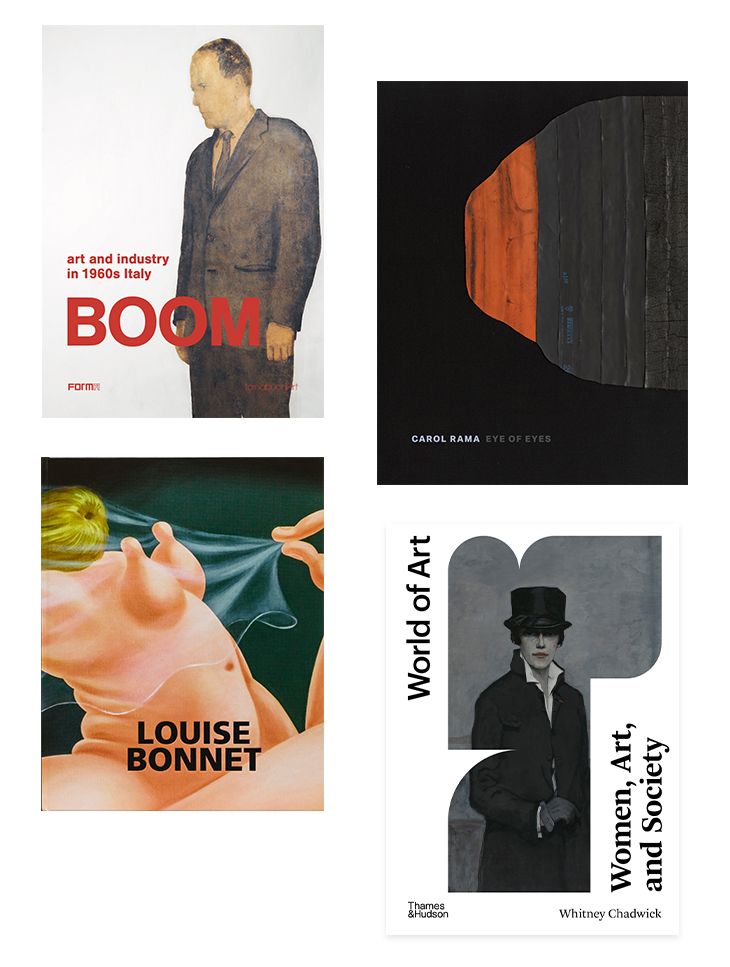 art and industry
in 1960s Italy
BOOM
FORM
tornabuoniart
CAROL RAMA EYE OF EYES
LOUISE
BONNET
World of Art
Women, Art,
and Society
Thames
&Hudson
Whitney Chadwick